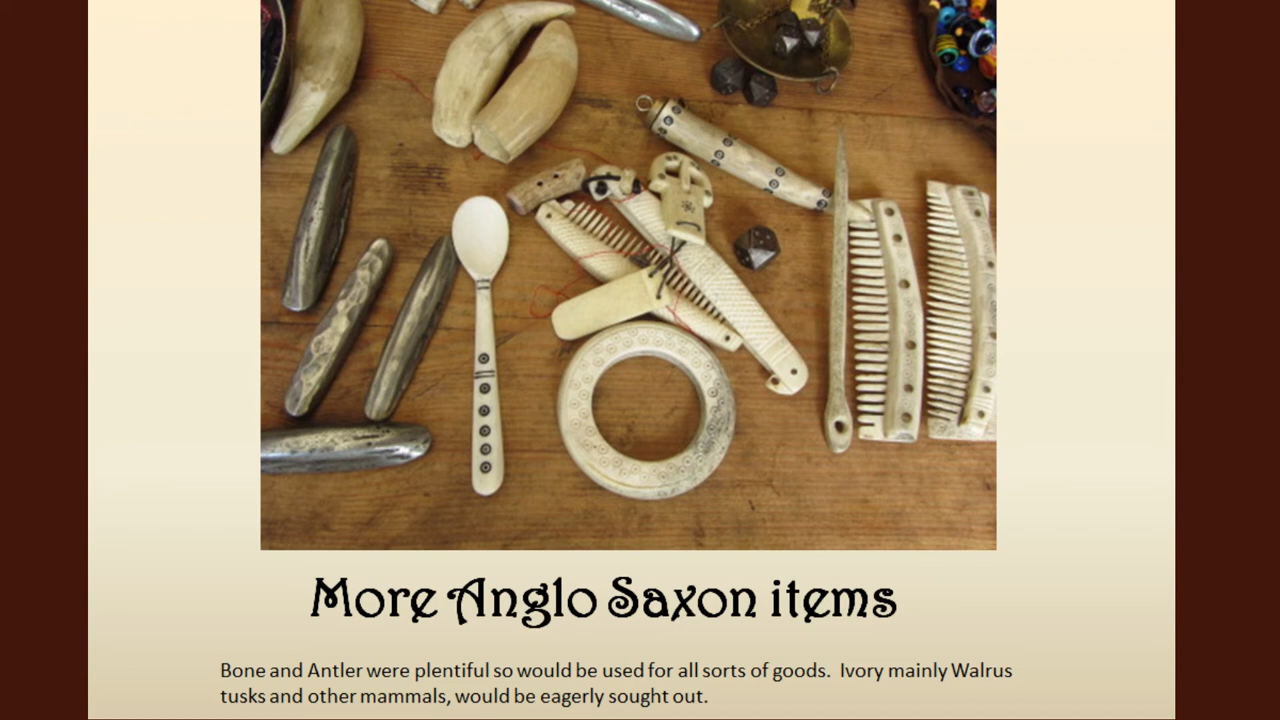 More Anglo Saxon items
Bone and Antler were plentiful so would be used for all sorts of goods.  Ivory mainly Walrus
tusks and other mammals, would be eagerly sought out.